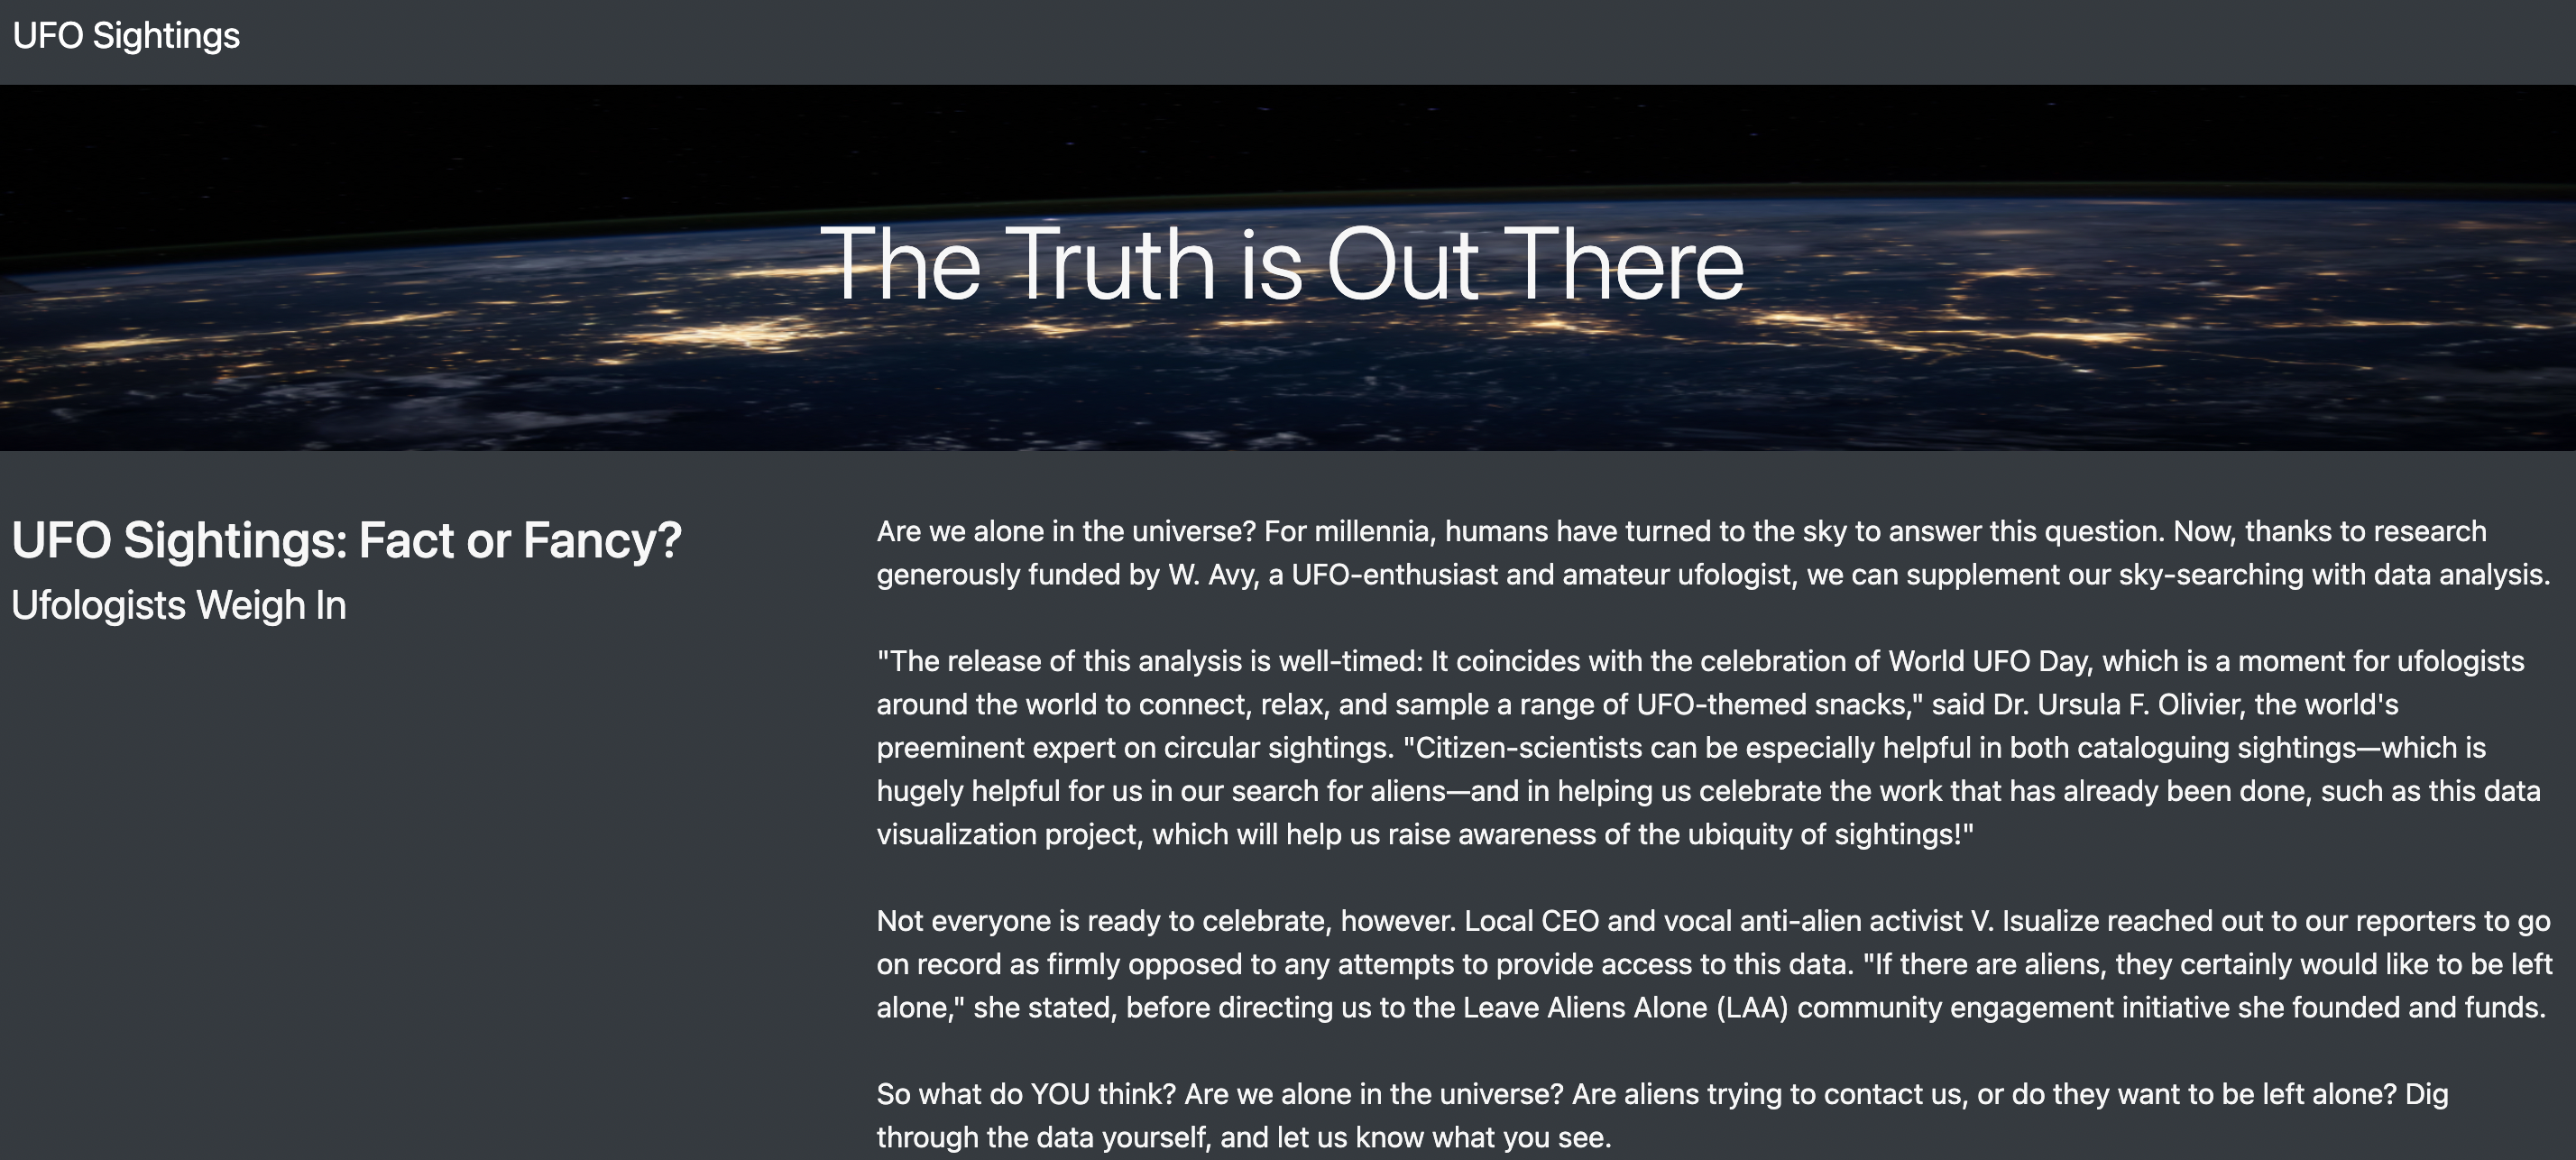 UFO Sightings
The Truth is Out There
UFO Sightings: Fact or Fancy?
Ufologists Weigh In
Are we alone in the universe? For millennia, humans have turned to the sky to answer this question. Now, thanks to research
generously funded by W. Avy, a UFO-enthusiast and amateur ufologist, we can supplement our sky-searching with data analysis.
"The release of this analysis is well-timed: It coincides with the celebration of World UFO Day, which is a moment for ufologists
around the world to connect, relax, and sample a range of UFO-themed snacks," said Dr. Ursula F. Olivier, the world's
preeminent expert on circular sightings. "Citizen-scientists can be especially helpful in both cataloguing sightings—which is
hugely helpful for us in our search for aliens—and in helping us celebrate the work that has already been done, such as this data
visualization project, which will help us raise awareness of the ubiquity of sightings!"
Not everyone is ready to celebrate, however. Local CEO and vocal anti-alien activist V. Isualize reached out to our reporters to go
on record as firmly opposed to any attempts to provide access to this data. "If there are aliens, they certainly would like to be left
alone," she stated, before directing us to the Leave Aliens Alone (LAA) community engagement initiative she founded and funds.
So what do YOU think? Are we alone in the universe? Are aliens trying to contact us, or do they want to be left alone? Dig
through the data yourself, and let us know what you see.